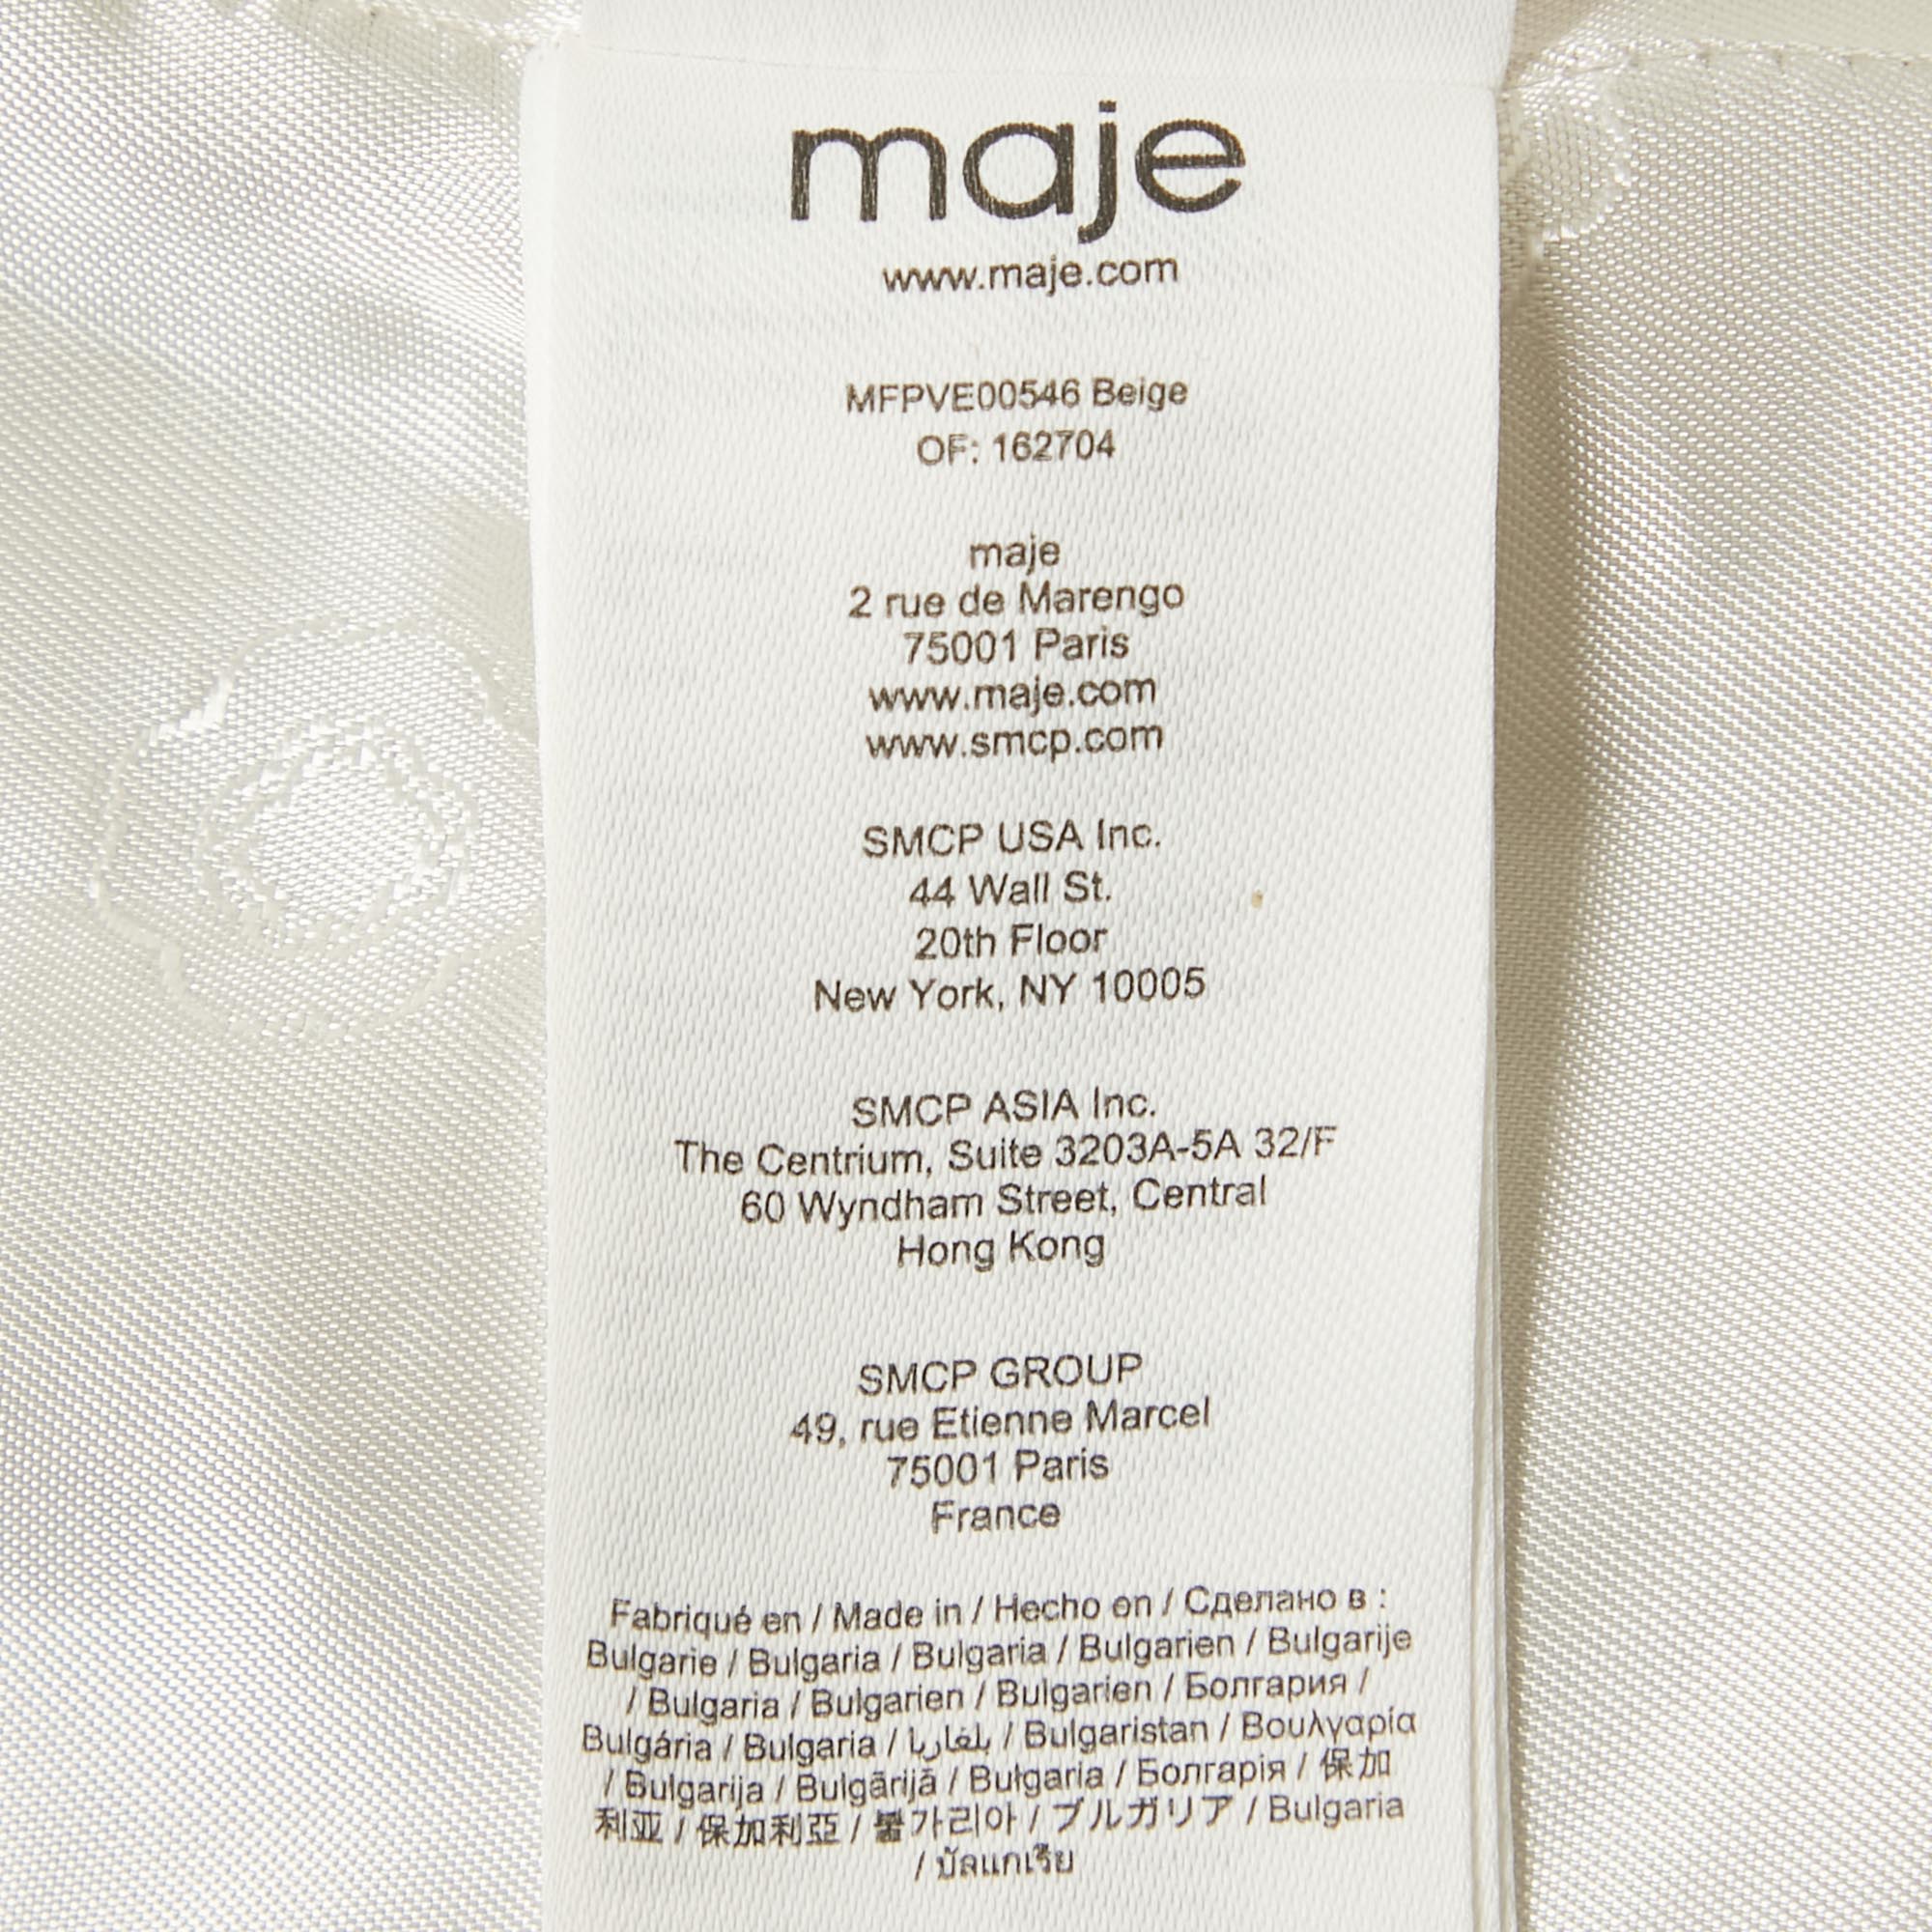 maje
www.maje.com
MFPVE00546 Beige
OF: 162704
maje
2 rue de Marengo
75001 Paris
www.maje.com
www.smcp.com
SMCP USA Inc.
44 Wall St.
20th Floor
New York, NY 10005
SMCP ASIA Inc.
The Centrium, Suite 3203A-5A 32/F
60 Wyndham Street, Central
Hong Kong
SMCP GROUP
49, rue Etienne Marcel
75001 Paris
France
Fabriqué en / Made in / Hecho en / Сделано в :
Bulgarie / Bulgaria / Bulgaria / Bulgarien / Bulgarije
/ Bulgaria / Bulgarien / Bulgarien / Болгария /
Bulgária / Bulgaria / بلغاريا / Bulgaristan / Βουλγαρία
/ Bulgarija / Bulgārijā / Bułgaria / Болгарія / 保加
利亚 / 保加利亞 / 불가리아 / ブルガリア / Bulgaria
/ บัลแกเรีย